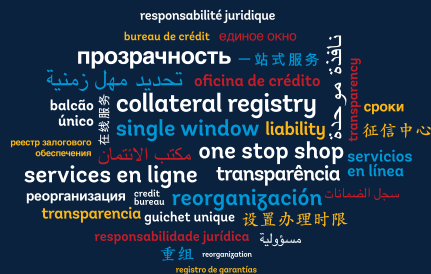 responsabilité juridique
bureau de crédit
единое окно
прозрачность
一站式服务
نافذة موحدة
transparency
تحديد مهل زمنية
oficina de crédito
balcão
único
在线服务
collateral registry
сроки
single window
liability
征信中心
реестр залогового
обеспечения
مكتب الائتمان
one stop shop
servicios
en línea
services en ligne
transparência
реорганизация
credit
bureau
reorganización
سجل الضمانات
transparencia
guichet unique
设置办理时限
responsabilidade jurídica
مسؤولية
重组
reorganization
registro de garantías